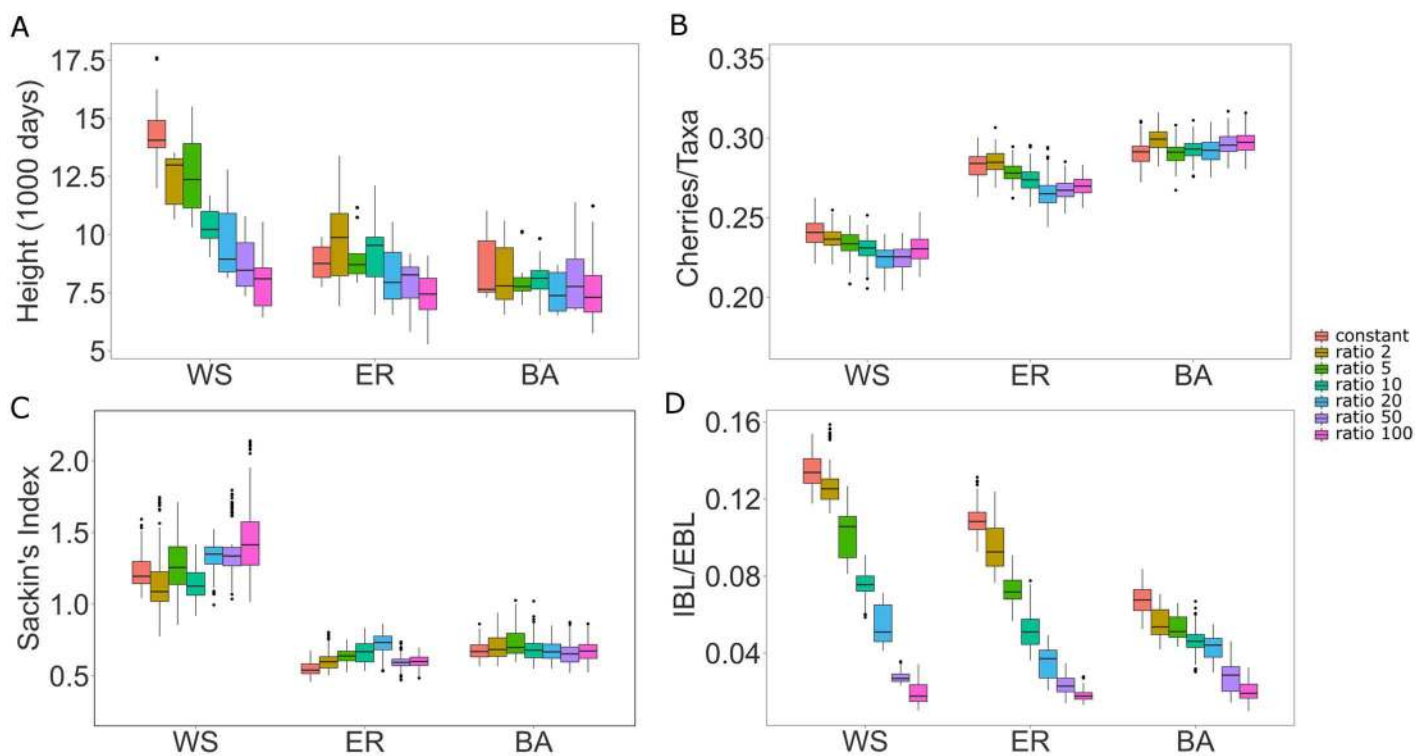 A
Height (1000 days)
17.5
15
12.5
10
7.5
5
WS ER BA
B
Cherries/Taxa
0.35
0.30
0.25
0.20
WS ER BA
constant
ratio 2
ratio 5
ratio 10
ratio 20
ratio 50
ratio 100
C
Sackin's Index
2.0
1.5
1.0
0.5
WS ER BA
D
IBL/EBL
0.16
0.12
0.08
0.04
WS ER BA